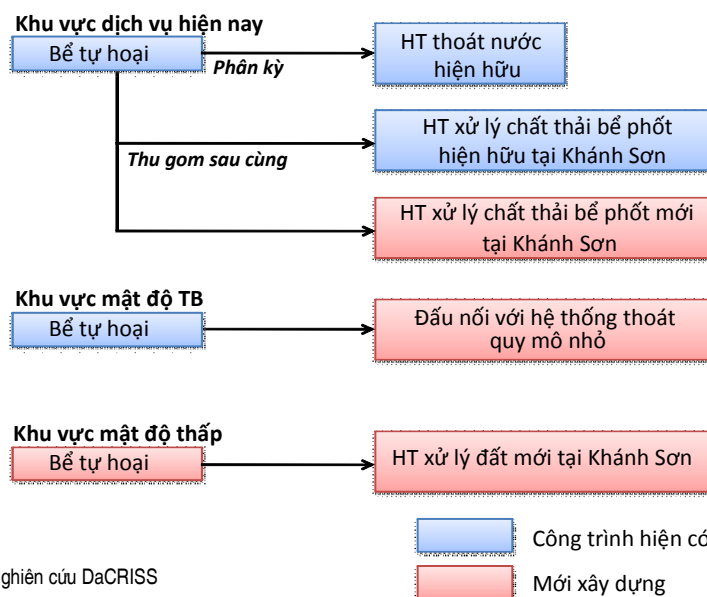 Khu vực dịch vụ hiện nay
Bể tự hoại
Phân kỳ
HT thoát nước
hiện hữu
Thu gom sau cùng
HT xử lý chất thải bể phốt
hiện hữu tại Khánh Sơn
HT xử lý chất thải bể phốt mới
tại Khánh Sơn
Khu vực mật độ TB
Bể tự hoại
Đấu nối với hệ thống thoát
quy mô nhỏ
Khu vực mật độ thấp
Bể tự hoại
HT xử lý đất mới tại Khánh Sơn
Công trình hiện có
Mới xây dựng
ghiên cứu DaCRISS